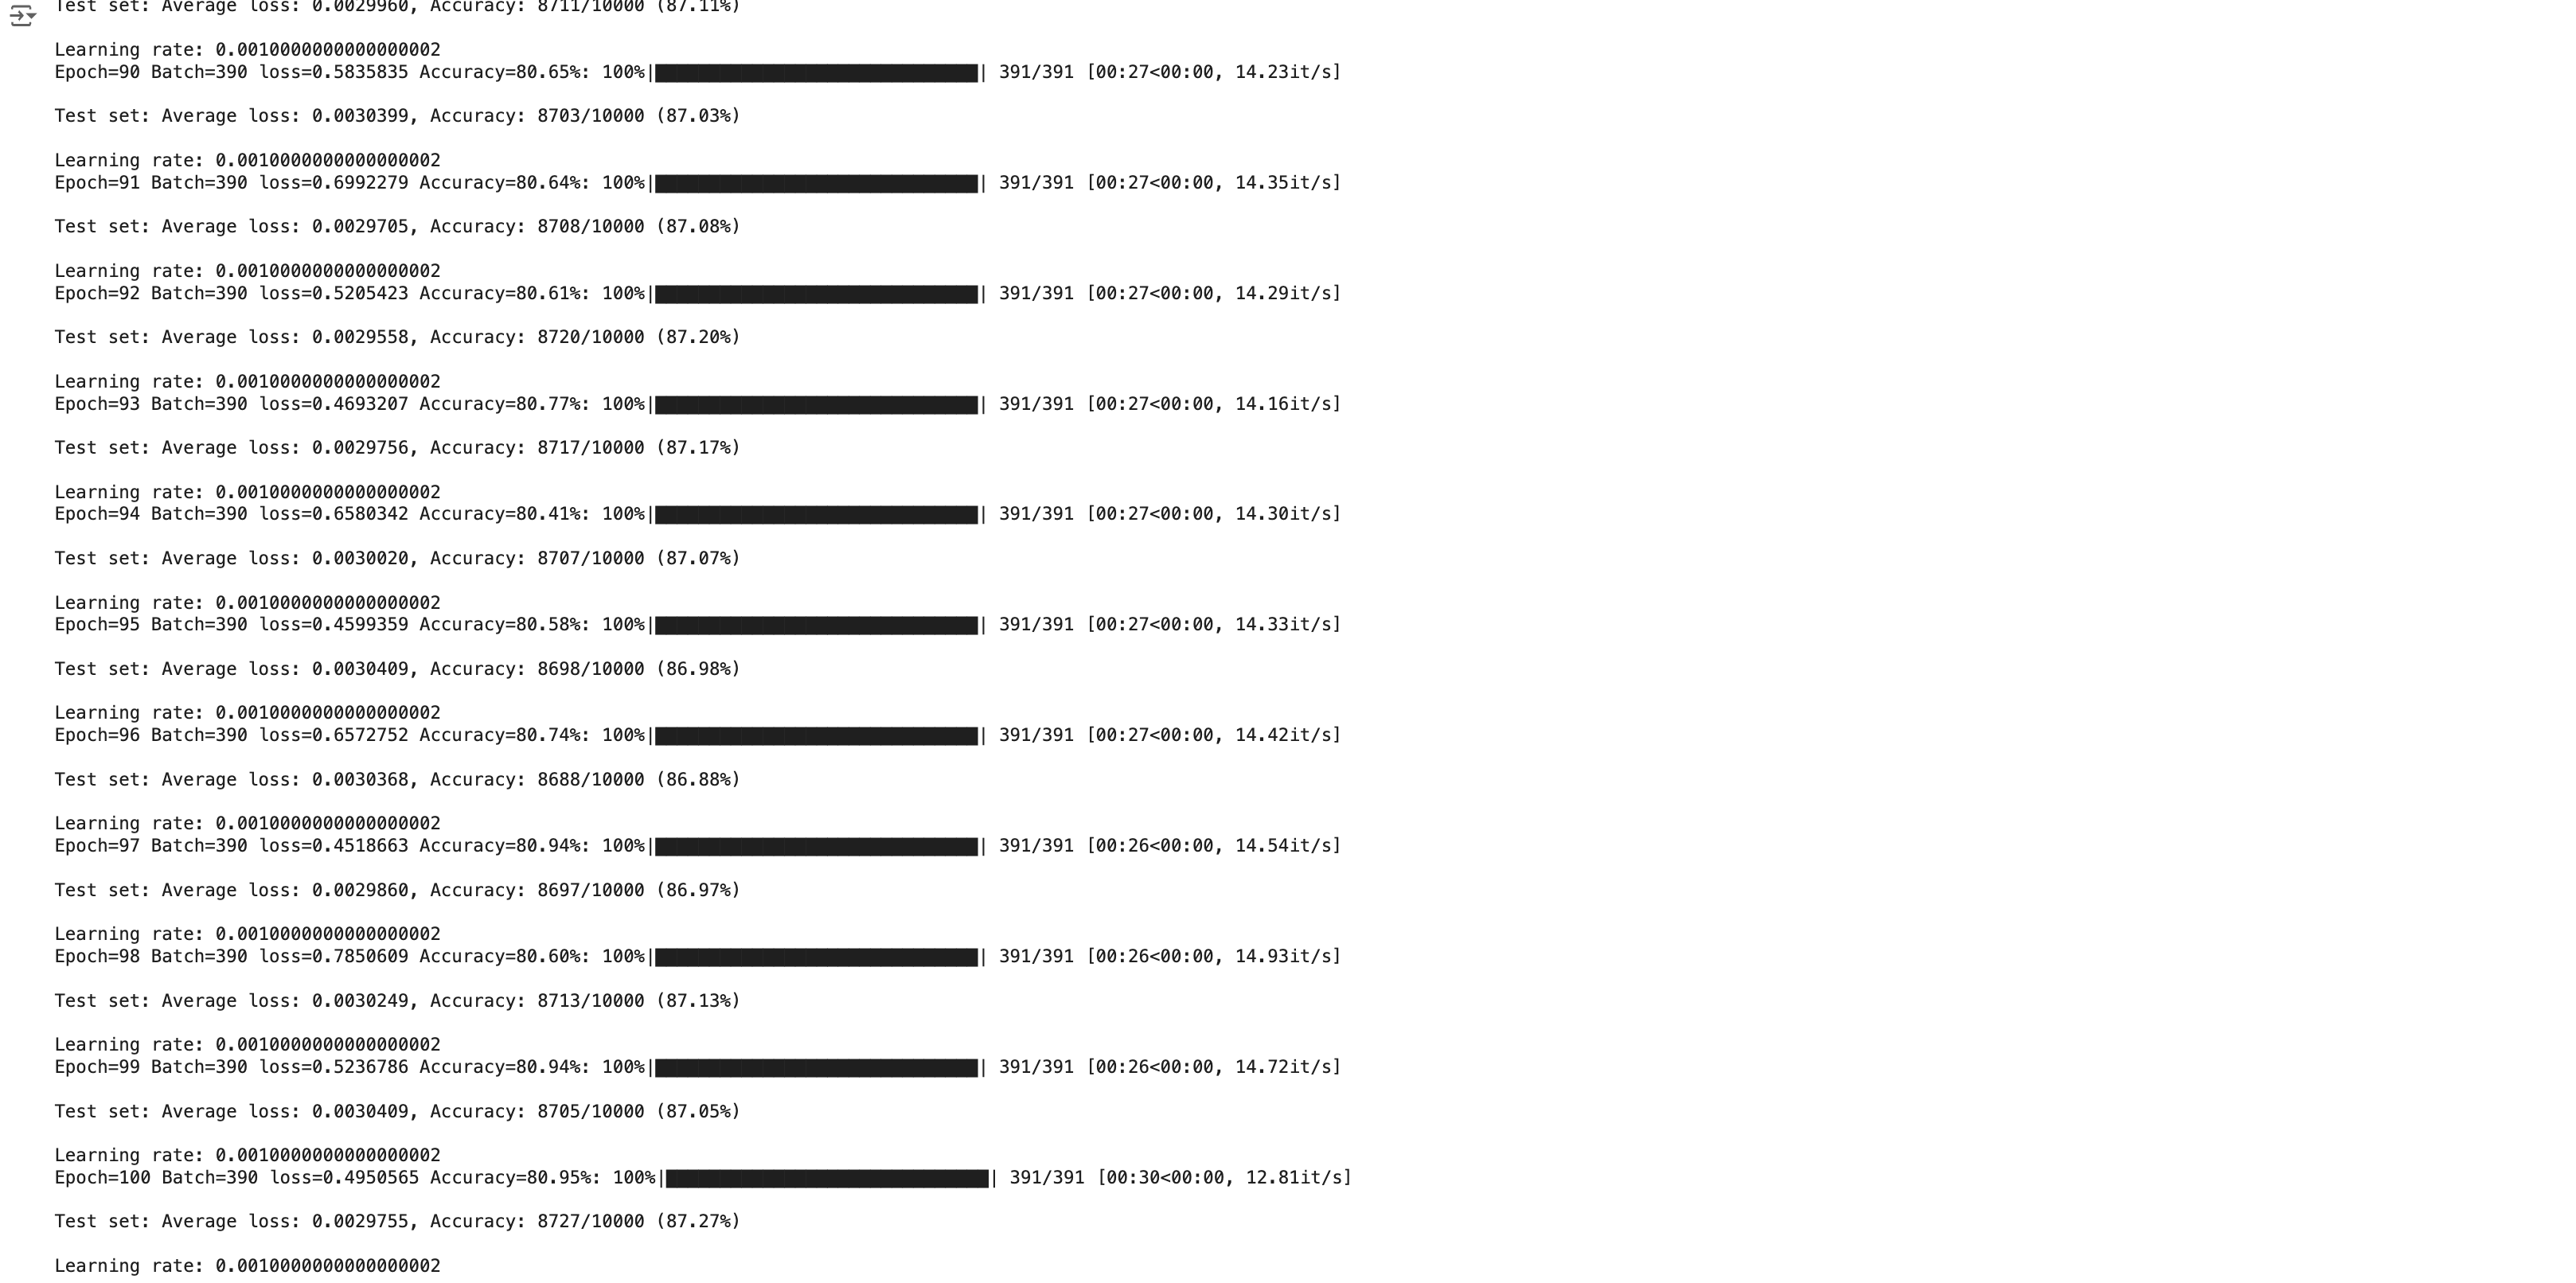 Test set: Average loss: 0.0029960, Accuracy: 8711/10000 (87.11%)
Learning rate: 0.0010000000000000002
Epoch=90 Batch=390 loss=0.5835835 Accuracy=80.65%: 100%|██████████████████████████████| 391/391 [00:27<00:00, 14.23it/s]
Test set: Average loss: 0.0030399, Accuracy: 8703/10000 (87.03%)
Learning rate: 0.0010000000000000002
Epoch=91 Batch=390 loss=0.6992279 Accuracy=80.64%: 100%|██████████████████████████████| 391/391 [00:27<00:00, 14.35it/s]
Test set: Average loss: 0.0029705, Accuracy: 8708/10000 (87.08%)
Learning rate: 0.0010000000000000002
Epoch=92 Batch=390 loss=0.5205423 Accuracy=80.61%: 100%|██████████████████████████████| 391/391 [00:27<00:00, 14.29it/s]
Test set: Average loss: 0.0029558, Accuracy: 8720/10000 (87.20%)
Learning rate: 0.0010000000000000002
Epoch=93 Batch=390 loss=0.4693207 Accuracy=80.77%: 100%|██████████████████████████████| 391/391 [00:27<00:00, 14.16it/s]
Test set: Average loss: 0.0029756, Accuracy: 8717/10000 (87.17%)
Learning rate: 0.0010000000000000002
Epoch=94 Batch=390 loss=0.6580342 Accuracy=80.41%: 100%|██████████████████████████████| 391/391 [00:27<00:00, 14.30it/s]
Test set: Average loss: 0.0030020, Accuracy: 8707/10000 (87.07%)
Learning rate: 0.0010000000000000002
Epoch=95 Batch=390 loss=0.4599359 Accuracy=80.58%: 100%|██████████████████████████████| 391/391 [00:27<00:00, 14.33it/s]
Test set: Average loss: 0.0030409, Accuracy: 8698/10000 (86.98%)
Learning rate: 0.0010000000000000002
Epoch=96 Batch=390 loss=0.6572752 Accuracy=80.74%: 100%|██████████████████████████████| 391/391 [00:27<00:00, 14.42it/s]
Test set: Average loss: 0.0030368, Accuracy: 8688/10000 (86.88%)
Learning rate: 0.0010000000000000002
Epoch=97 Batch=390 loss=0.4518663 Accuracy=80.94%: 100%|██████████████████████████████| 391/391 [00:26<00:00, 14.54it/s]
Test set: Average loss: 0.0029860, Accuracy: 8697/10000 (86.97%)
Learning rate: 0.0010000000000000002
Epoch=98 Batch=390 loss=0.7850609 Accuracy=80.60%: 100%|██████████████████████████████| 391/391 [00:26<00:00, 14.93it/s]
Test set: Average loss: 0.0030249, Accuracy: 8713/10000 (87.13%)
Learning rate: 0.0010000000000000002
Epoch=99 Batch=390 loss=0.5236786 Accuracy=80.94%: 100%|██████████████████████████████| 391/391 [00:26<00:00, 14.72it/s]
Test set: Average loss: 0.0030409, Accuracy: 8705/10000 (87.05%)
Learning rate: 0.0010000000000000002
Epoch=100 Batch=390 loss=0.4950565 Accuracy=80.95%: 100%|██████████████████████████████| 391/391 [00:30<00:00, 12.81it/s]
Test set: Average loss: 0.0029755, Accuracy: 8727/10000 (87.27%)
Learning rate: 0.0010000000000000002